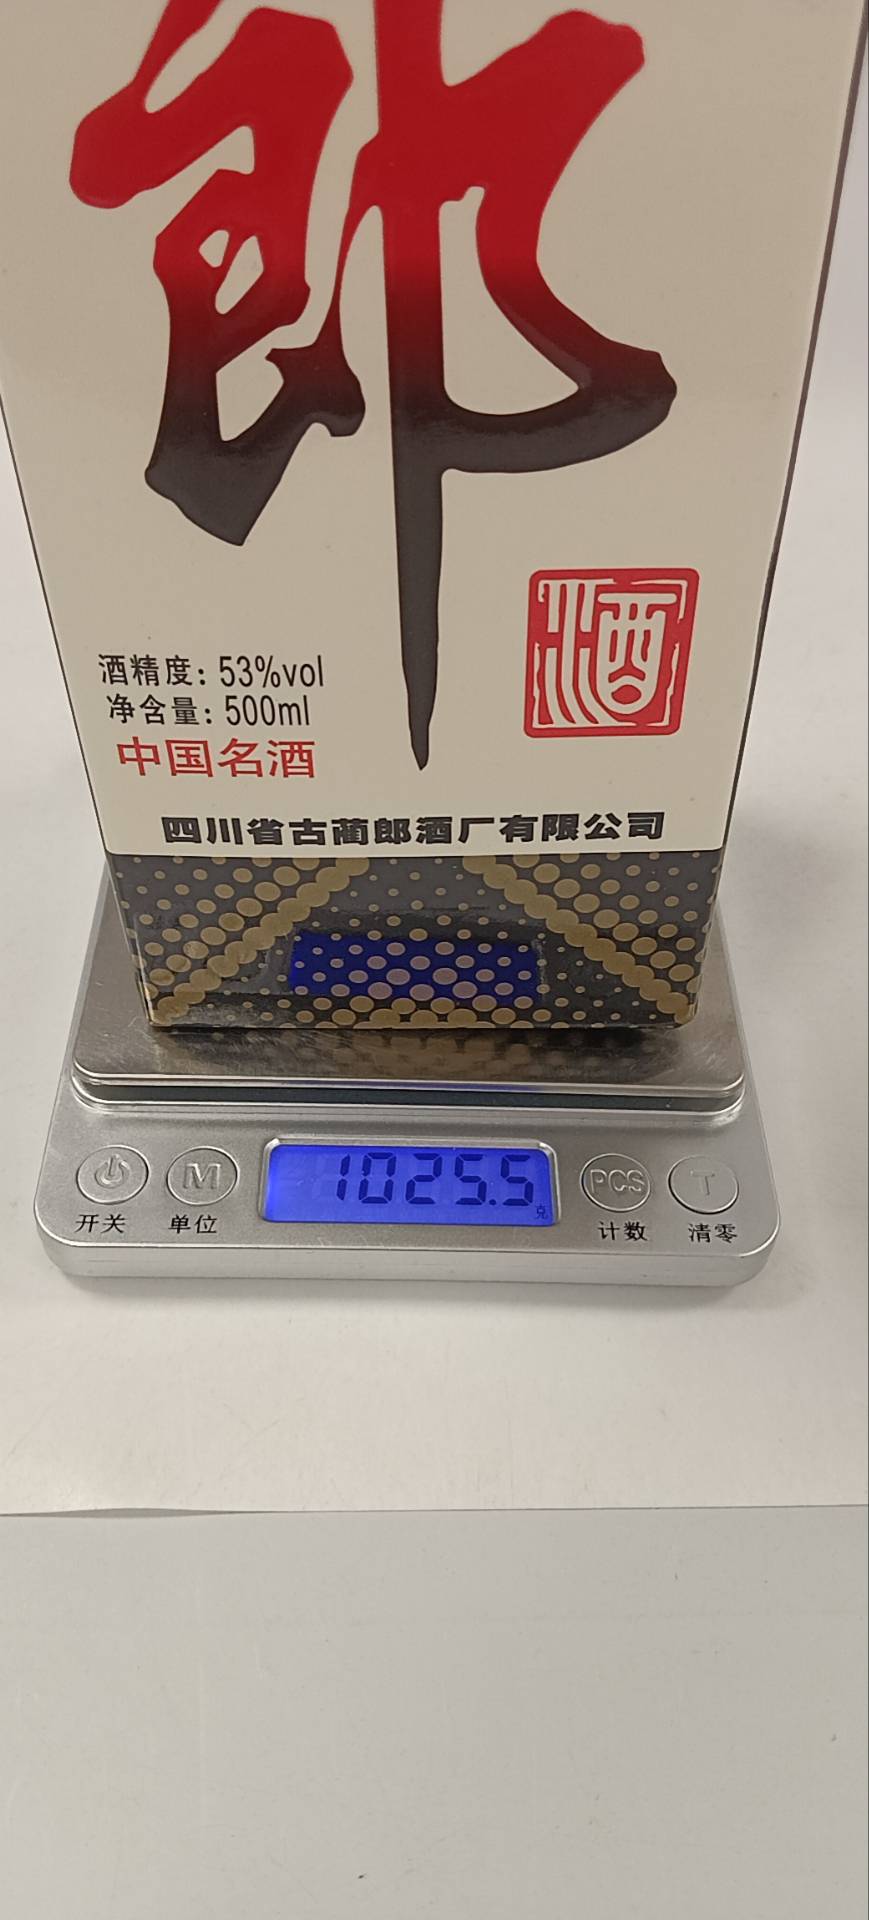 郎
酒
酒精度：53%vol
净含量：500ml
中国名酒
四川省古蔺郎酒厂有限公司
1025.5
克
M
PCS
T
开关
单位
计数
清零